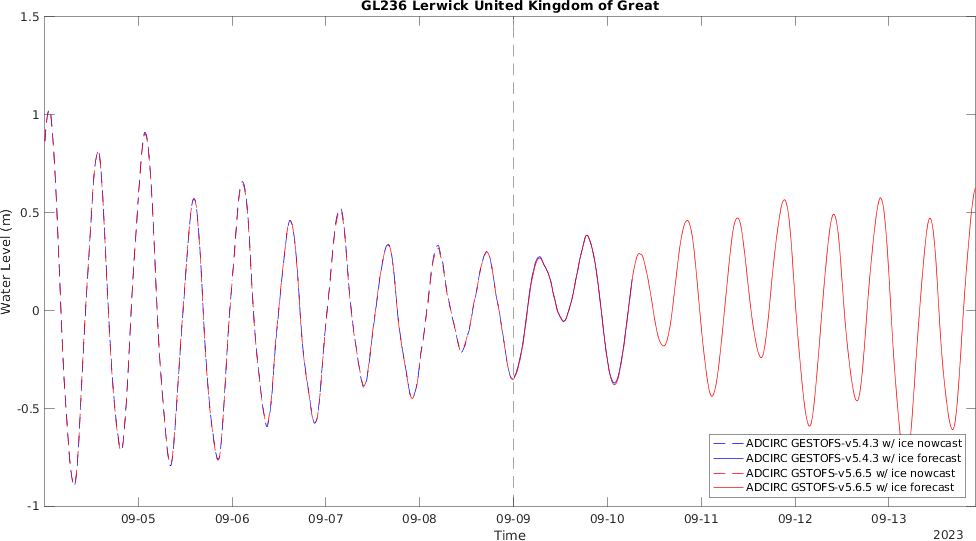 GL236 Lerwick United Kingdom of Great
1.5
1
0.5
0
-0.5
-1
Water Level (m)
ADCIRC GESTOFS-v5.4.3 w/ ice nowcast
ADCIRC GESTOFS-v5.4.3 w/ ice forecast
ADCIRC GSTOFS-v5.6.5 w/ ice nowcast
ADCIRC GSTOFS-v5.6.5 w/ ice forecast
09-05 09-06 09-07 09-08 09-09 09-10 09-11 09-12 09-13
Time
2023